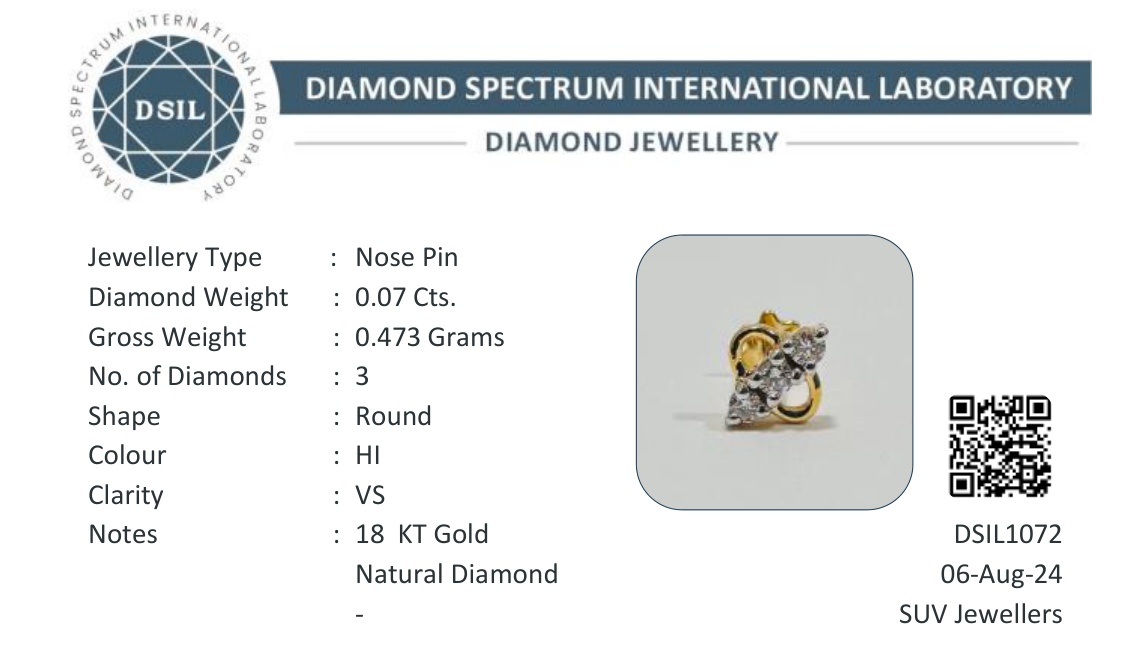 DIAMOND SPECTRUM INTERNATIONAL LABORATORY
DSIL
DIAMOND SPECTRUM INTERNATIONAL LABORATORY
DIAMOND JEWELLERY
Jewellery Type : Nose Pin
Diamond Weight : 0.07 Cts.
Gross Weight : 0.473 Grams
No. of Diamonds : 3
Shape : Round
Colour : HI
Clarity : VS
Notes : 18 KT Gold
Natural Diamond
-
DSIL1072
06-Aug-24
SUV Jewellers